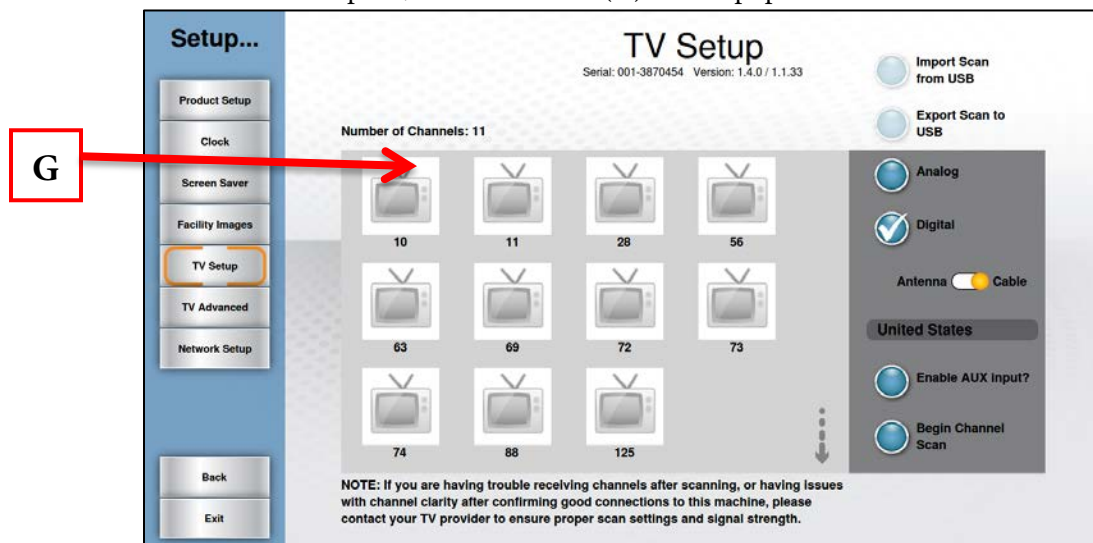 Setup...
Product Setup
Clock
Screen Saver
Facility Images
TV Setup
TV Advanced
Network Setup
Back
Exit
G
TV Setup
Serial: 001-3870454 Version: 1.4.0 / 1.1.33
Number of Channels: 11
10 11 28 56
63 69 72 73
74 88 125
NOTE: If you are having trouble receiving channels after scanning, or having issues
with channel clarity after confirming good connections to this machine, please
contact your TV provider to ensure proper scan settings and signal strength.
Import Scan
from USB
Export Scan to
USB
Analog
Digital
Antenna Cable
United States
Enable AUX input?
Begin Channel
Scan